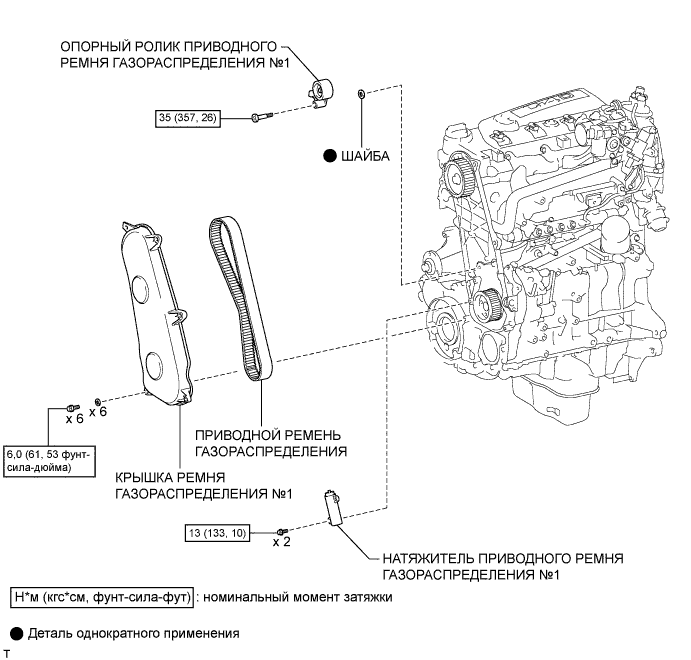 ОПОРНЫЙ РОЛИК ПРИВОДНОГО
РЕМНЯ ГАЗОРАСПРЕДЕЛЕНИЯ №1
35 (357, 26)
ШАЙБА
x 6
x 6
6,0 (61, 53 фунт-
сила-дюйма)
ПРИВОДНОЙ РЕМЕНЬ
ГАЗОРАСПРЕДЕЛЕНИЯ
КРЫШКА РЕМНЯ
ГАЗОРАСПРЕДЕЛЕНИЯ №1
13 (133, 10)
x 2
НАТЯЖИТЕЛЬ ПРИВОДНОГО РЕМНЯ
ГАЗОРАСПРЕДЕЛЕНИЯ №1
Н*м (кгс*см, фунт-сила-фут) : номинальный момент затяжки
Деталь однократного применения
T